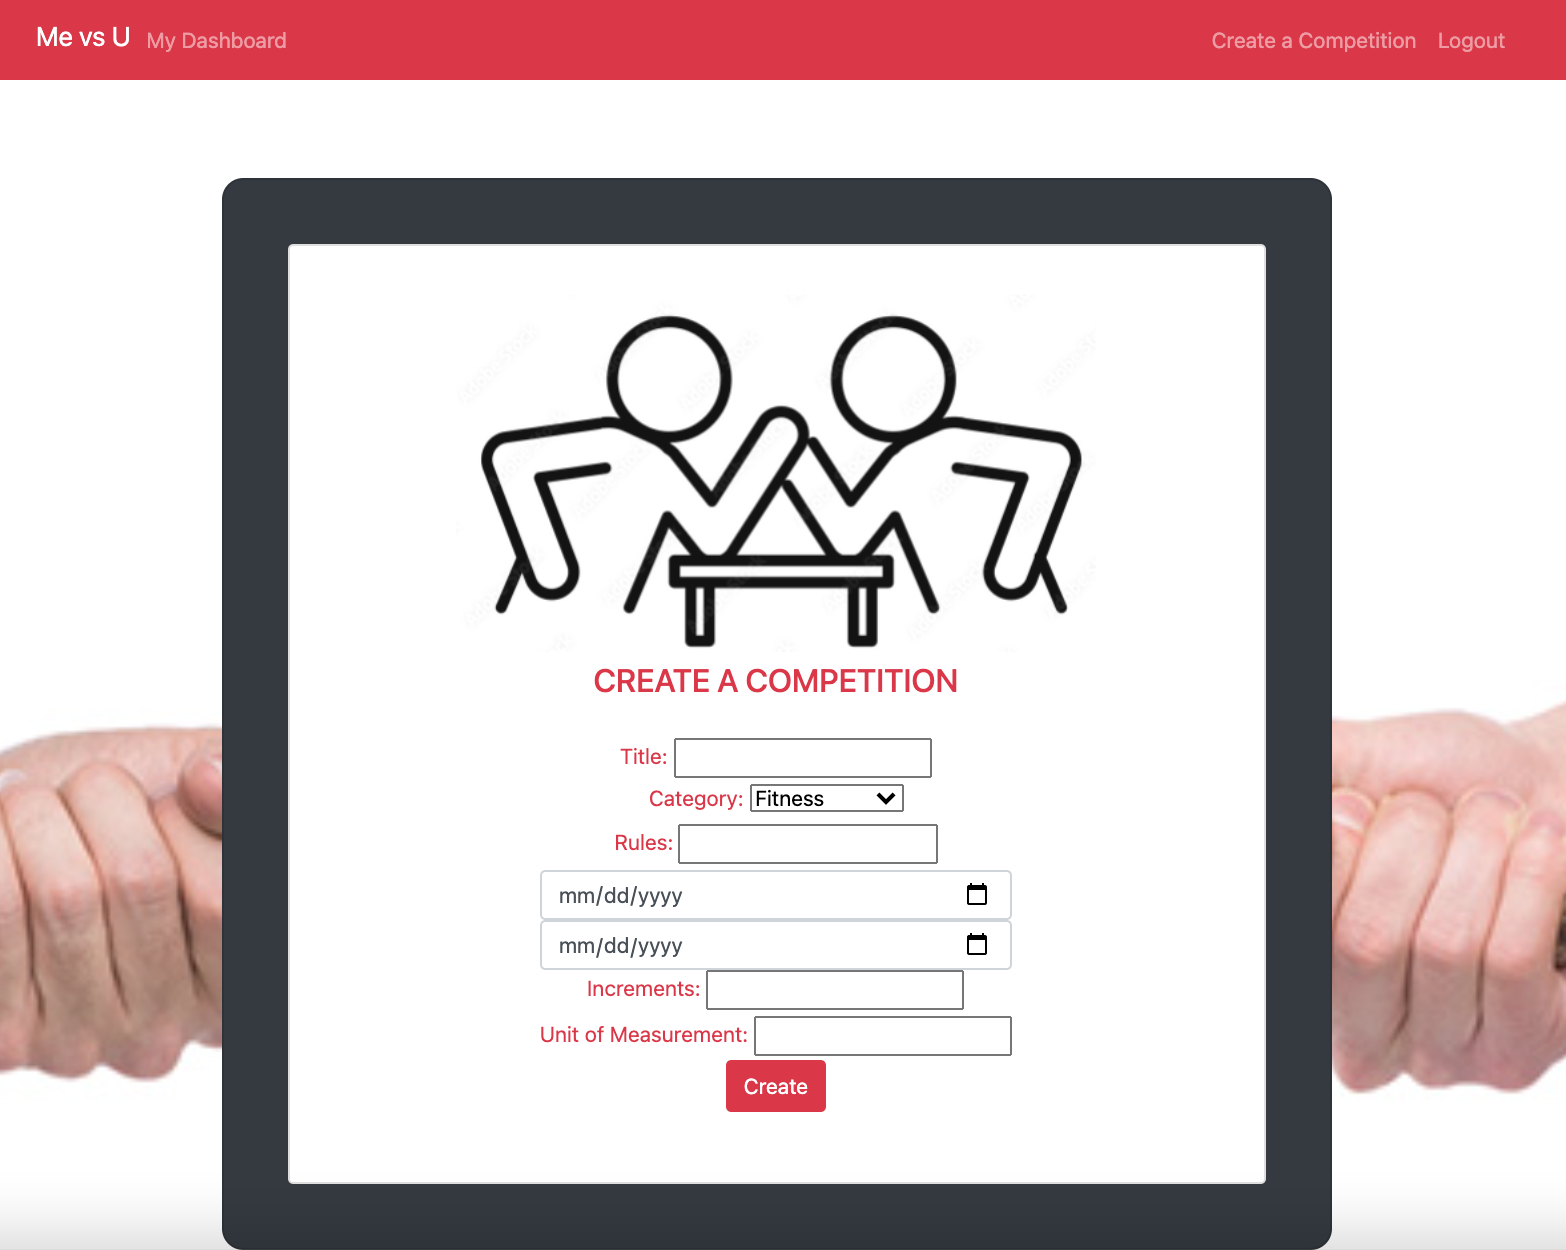 Me vs U My Dashboard Create a Competition Logout
CREATE A COMPETITION
Title:
Category: Fitness
Rules:
mm/dd/yyyy
mm/dd/yyyy
Increments:
Unit of Measurement:
Create